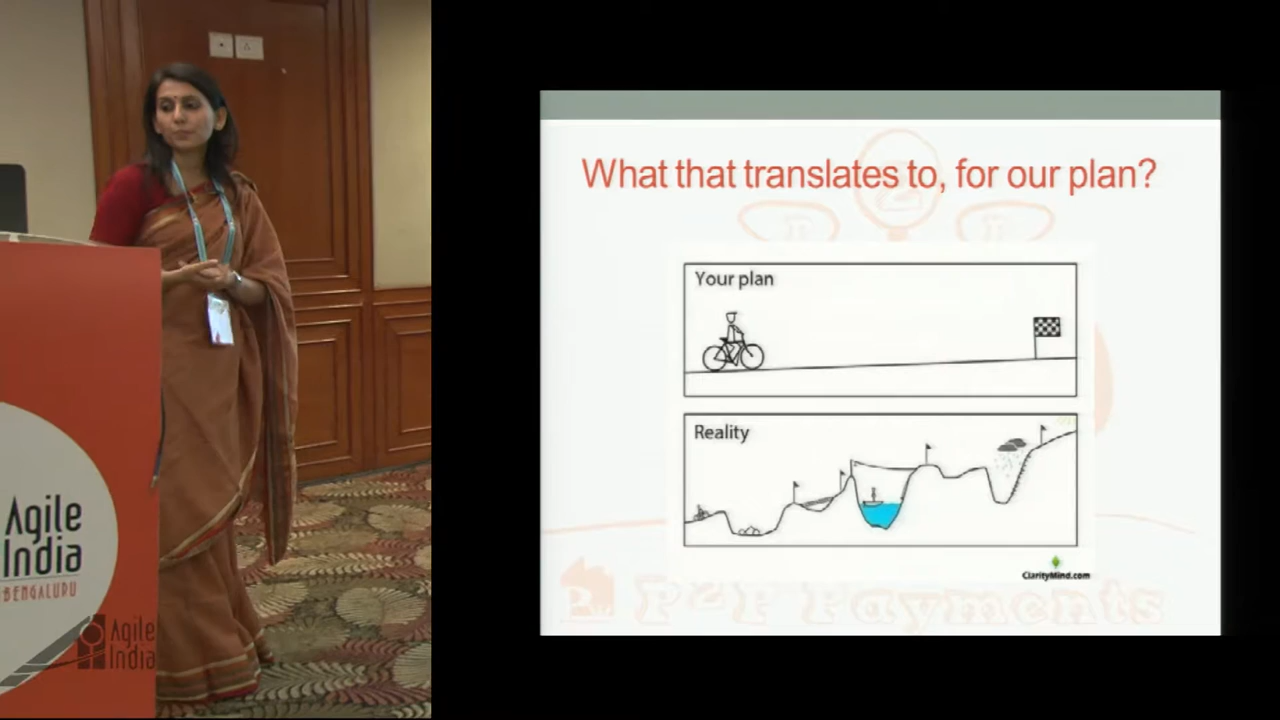 What that translates to, for our plan?
Your plan
Reality
ClarityMind.com
P2P Payments
Agile
India
BENGALURU
Agile
India